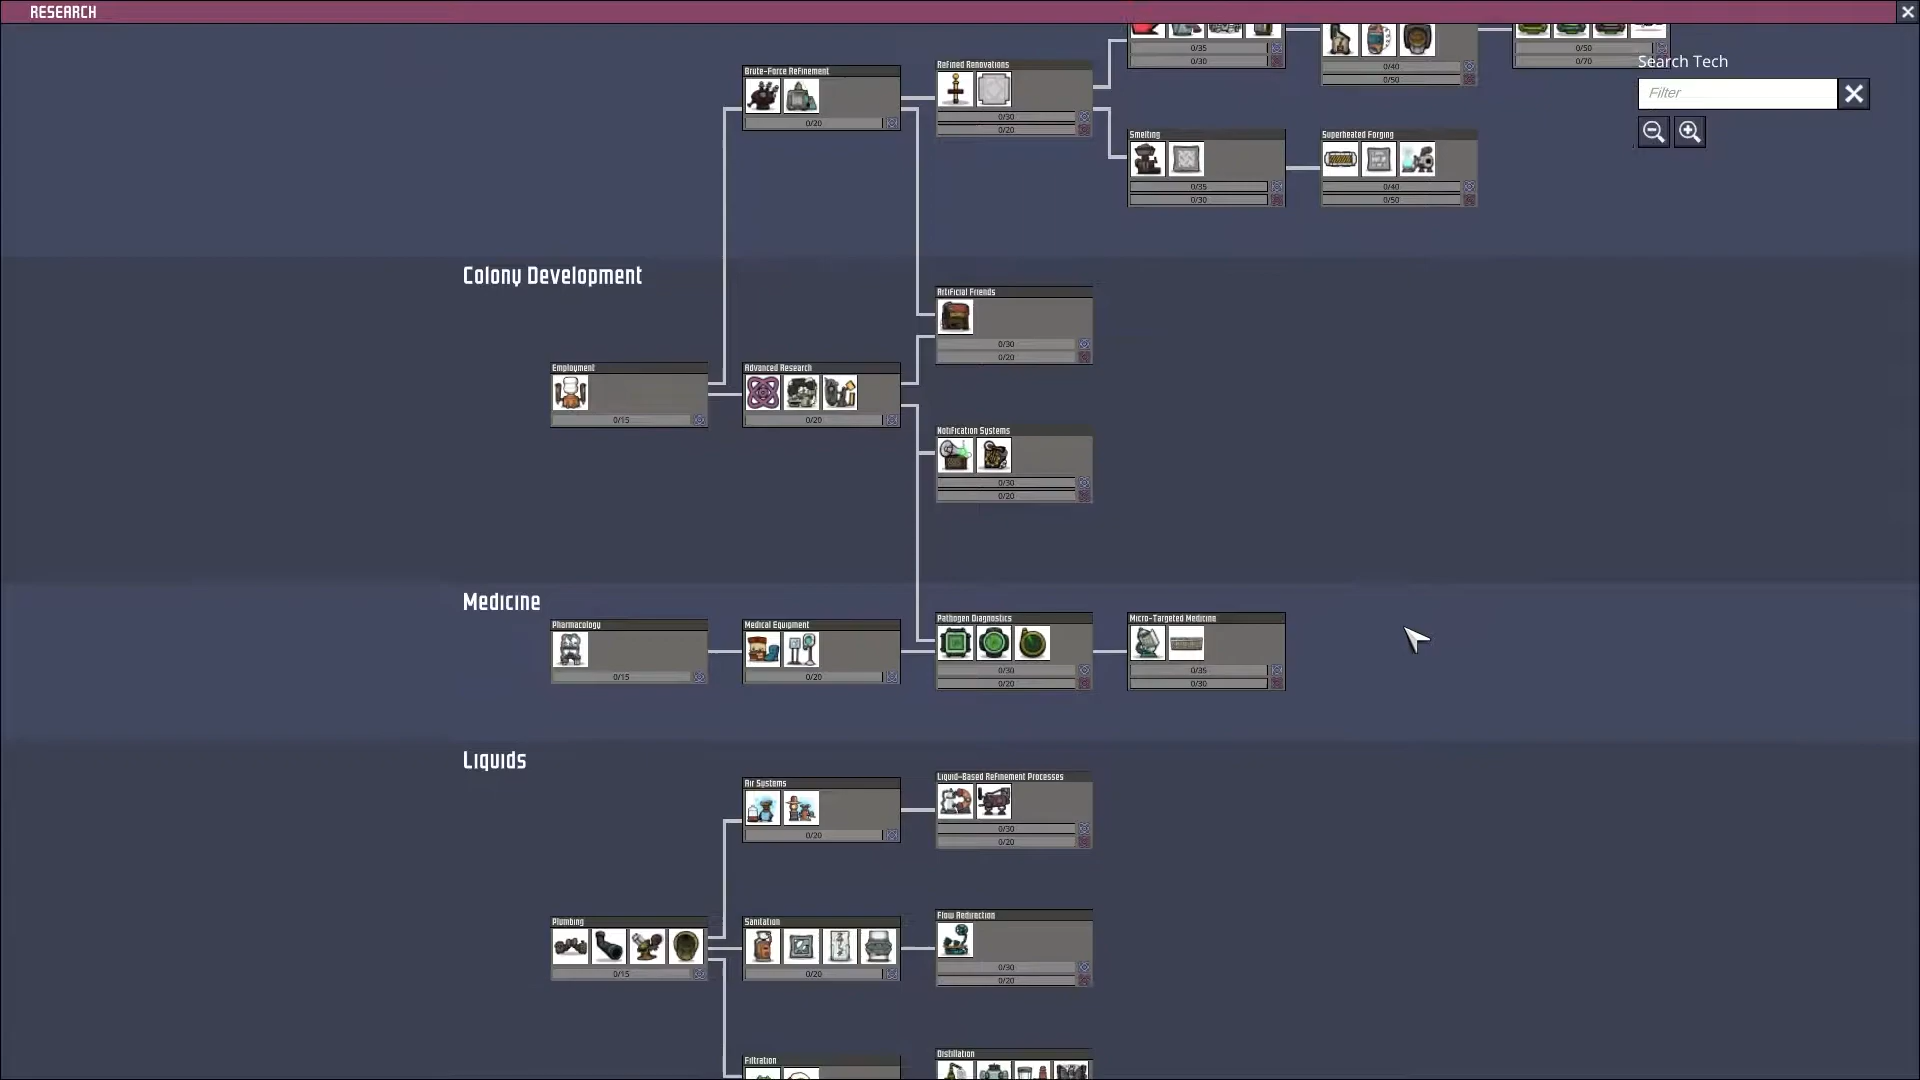 RESEARCH
0/35
0/30
0/40
0/50
0/50
0/70
Search Tech
Filter
Brute-Force Refinement
0/20
Refined Renovations
0/30
0/20
Smelting
0/35
0/30
Superheated Forging
0/40
0/50
Colony Development
Artificial Friends
0/30
0/20
Employment
0/15
Advanced Research
0/20
Notification Systems
0/30
0/20
Medicine
Pharmacology
0/15
Medical Equipment
0/20
Pathogen Diagnostics
0/30
0/20
Micro-Targeted Medicine
0/35
0/30
Liquids
Air Systems
0/20
Liquid-Based Refinement Processes
0/30
0/20
Plumbing
0/15
Sanitation
0/20
Flow Redirection
0/30
0/20
Filtration
Distillation